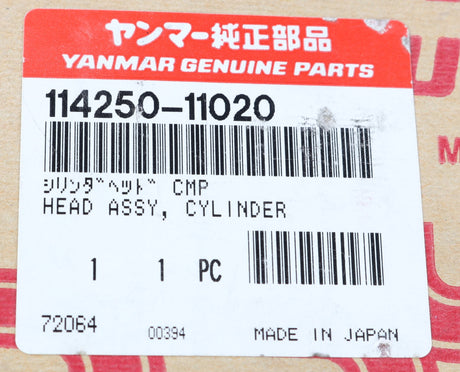 ヤンマー純正部品
YANMAR GENUINE PARTS
114250-11020
シリンダヘッド CMP
HEAD ASSY, CYLINDER
1 1 PC
72064 00394 MADE IN JAPAN